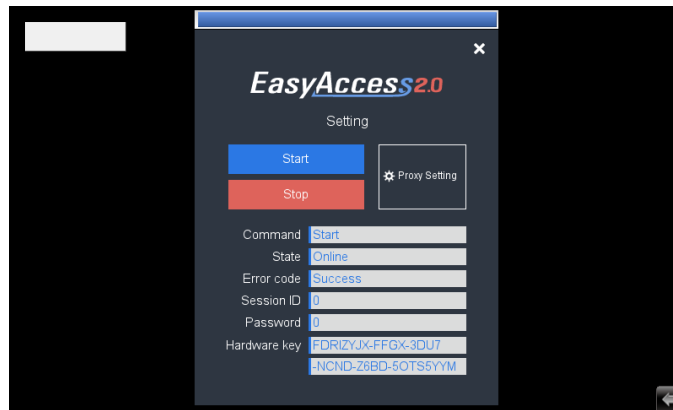 EasyAccess2.0
Setting
Start
Stop
Proxy Setting
Command Start
State Online
Error code Success
Session ID 0
Password 0
Hardware key FDRIZYJX-FFGX-3DU7
-NCND-Z6BD-5OTS5YYM